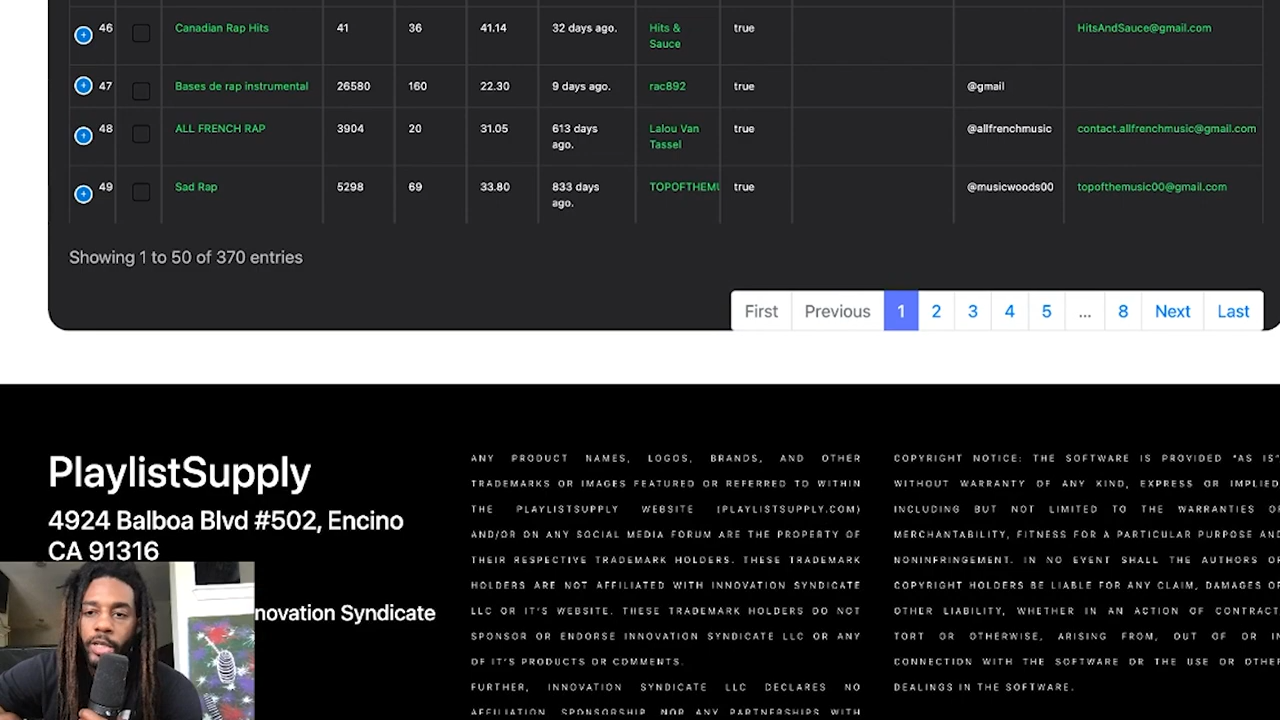 46 Canadian Rap Hits 41 36 41.14 32 days ago. Hits & true HitsAndSauce@gmail.com
Sauce
47 Bases de rap instrumental 26580 160 22.30 9 days ago. rac892 true @gmail
48 ALL FRENCH RAP 3904 20 31.05 613 days Lalou Van true @allfrenchmusic contact.allfrenchmusic@gmail.com
ago. Tassel
49 Sad Rap 5298 69 33.80 833 days TOPOFTHEMU true @musicwoods00 topofthemusic00@gmail.com
ago.
Showing 1 to 50 of 370 entries
First Previous 1 2 3 4 5 ... 8 Next Last
PlaylistSupply
4924 Balboa Blvd #502, Encino
CA 91316
novation Syndicate
ANY PRODUCT NAMES, LOGOS, BRANDS, AND OTHER
TRADEMARKS OR IMAGES FEATURED OR REFERRED TO WITHIN
THE PLAYLISTSUPPLY WEBSITE (PLAYLISTSUPPLY.COM)
AND/OR ON ANY SOCIAL MEDIA FORUM ARE THE PROPERTY OF
THEIR RESPECTIVE TRADEMARK HOLDERS. THESE TRADEMARK
HOLDERS ARE NOT AFFILIATED WITH INNOVATION SYNDICATE
LLC OR IT'S WEBSITE. THESE TRADEMARK HOLDERS DO NOT
SPONSOR OR ENDORSE INNOVATION SYNDICATE LLC OR ANY
OF IT'S PRODUCTS OR COMMENTS.
FURTHER, INNOVATION SYNDICATE LLC DECLARES NO
AFFILIATION, SPONSORSHIP, NOR ANY PARTNERSHIPS WITH
COPYRIGHT NOTICE: THE SOFTWARE IS PROVIDED "AS IS"
WITHOUT WARRANTY OF ANY KIND, EXPRESS OR IMPLIED
INCLUDING BUT NOT LIMITED TO THE WARRANTIES OF
MERCHANTABILITY, FITNESS FOR A PARTICULAR PURPOSE AND
NONINFRINGEMENT. IN NO EVENT SHALL THE AUTHORS OR
COPYRIGHT HOLDERS BE LIABLE FOR ANY CLAIM, DAMAGES OR
OTHER LIABILITY, WHETHER IN AN ACTION OF CONTRACT
TORT OR OTHERWISE, ARISING FROM, OUT OF OR IN
CONNECTION WITH THE SOFTWARE OR THE USE OR OTHER
DEALINGS IN THE SOFTWARE.